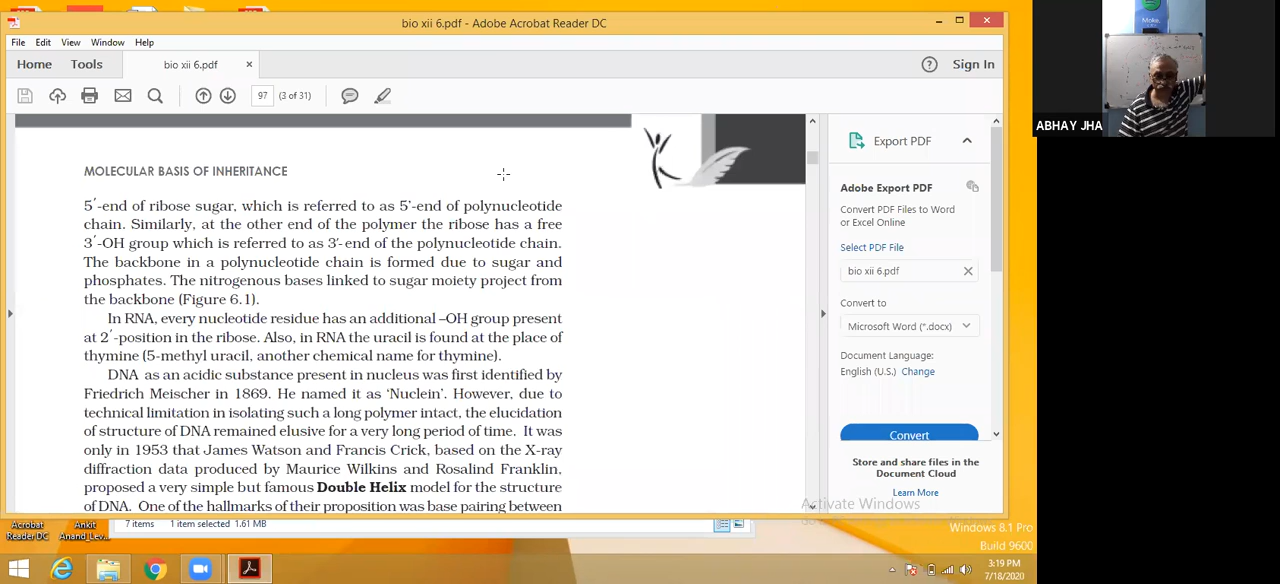 bio xii 6.pdf - Adobe Acrobat Reader DC
File Edit View Window Help
Home Tools bio xii 6.pdf × Sign In
97 (3 of 31)
MOLECULAR BASIS OF INHERITANCE
5′-end of ribose sugar, which is referred to as 5’-end of polynucleotide
chain. Similarly, at the other end of the polymer the ribose has a free
3′-OH group which is referred to as 3'-end of the polynucleotide chain.
The backbone in a polynucleotide chain is formed due to sugar and
phosphates. The nitrogenous bases linked to sugar moiety project from
the backbone (Figure 6.1).
In RNA, every nucleotide residue has an additional –OH group present
at 2′-position in the ribose. Also, in RNA the uracil is found at the place of
thymine (5-methyl uracil, another chemical name for thymine).
DNA as an acidic substance present in nucleus was first identified by
Friedrich Meischer in 1869. He named it as ‘Nuclein’. However, due to
technical limitation in isolating such a long polymer intact, the elucidation
of structure of DNA remained elusive for a very long period of time. It was
only in 1953 that James Watson and Francis Crick, based on the X-ray
diffraction data produced by Maurice Wilkins and Rosalind Franklin,
proposed a very simple but famous Double Helix model for the structure
of DNA. One of the hallmarks of their proposition was base pairing between
Export PDF
Adobe Export PDF
Convert PDF Files to Word
or Excel Online
Select PDF File
bio xii 6.pdf
Convert to
Microsoft Word (*.docx)
Document Language:
English (U.S.) Change
Convert
Store and share files in the
Document Cloud
Learn More
Activate Windows
Windows 8.1 Pro
Build 9600
Acrobat
Reader DC
Ankit
Anand_Lev...
7 items 1 item selected 1.61 MB
3:19 PM
7/18/2020
Make.
ABHAY JHA